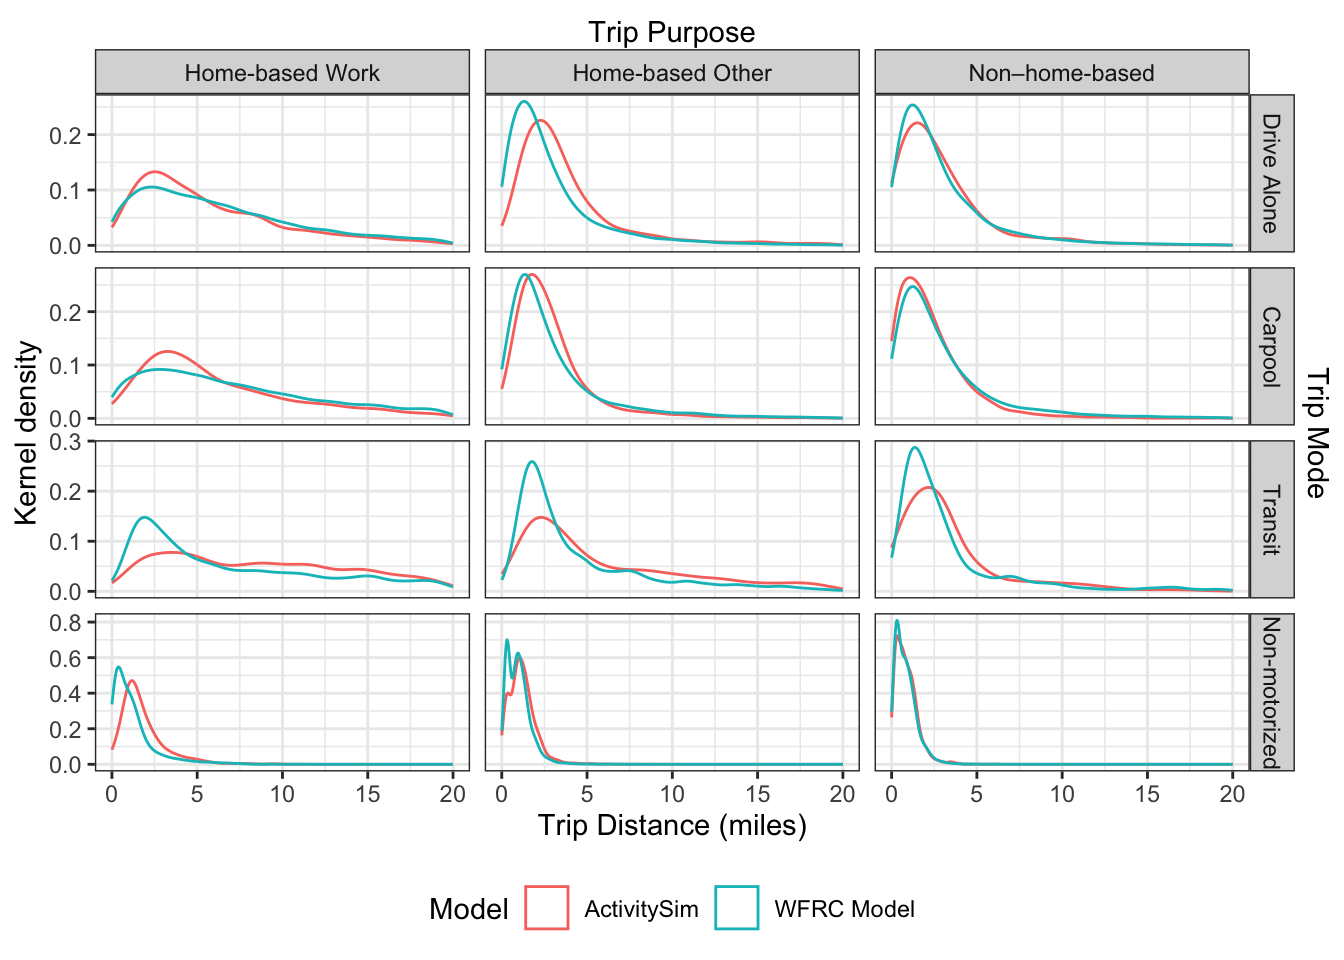 Trip Purpose
Home-based Work
Home-based Other
Non–home-based
Kernel density
0.2
0.1
0.0
Drive Alone
0.2
0.1
0.0
Carpool
0.3
0.2
0.1
0.0
Transit
0.8
0.6
0.4
0.2
0.0
Non-motorized
Trip Mode
0 5 10 15 20
0 5 10 15 20
0 5 10 15 20
Trip Distance (miles)
Model ActivitySim WFRC Model